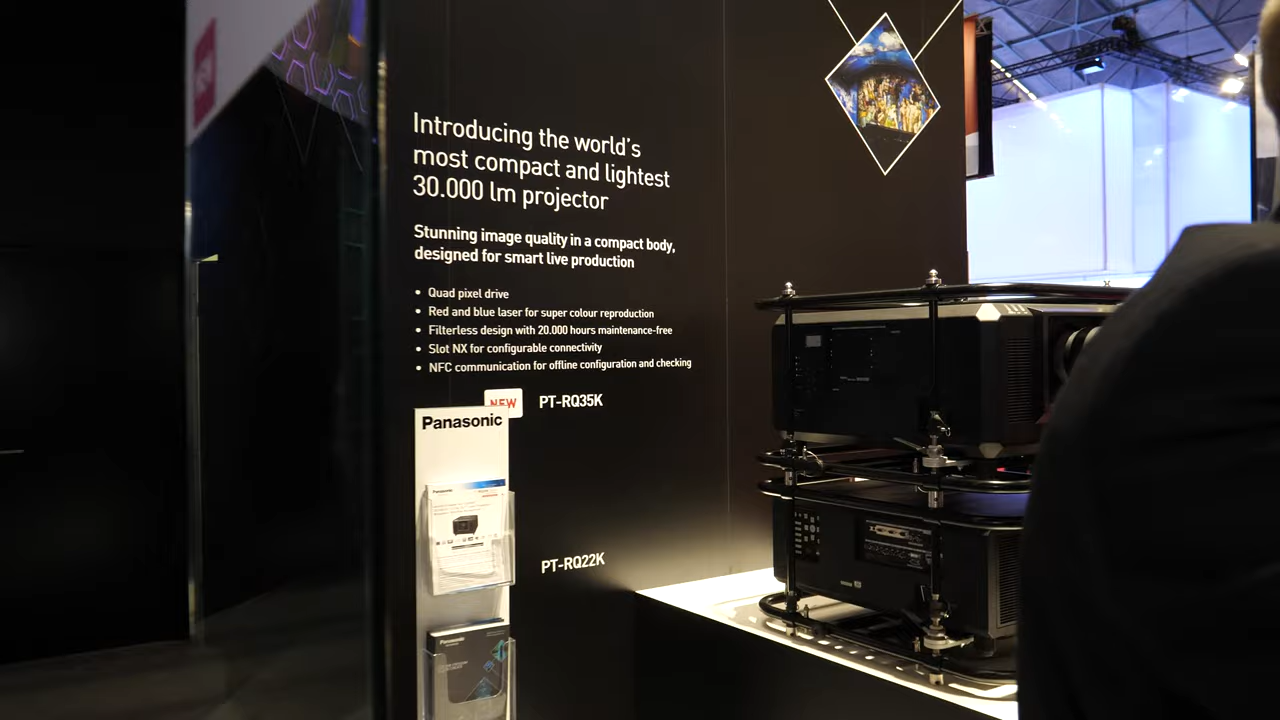 Introducing the world's
most compact and lightest
30.000 lm projector
Stunning image quality in a compact body,
designed for smart live production
• Quad pixel drive
• Red and blue laser for super colour reproduction
• Filterless design with 20.000 hours maintenance-free
• Slot NX for configurable connectivity
• NFC communication for offline configuration and checking
NEW PT-RQ35K
Panasonic
Panasonic
PT-RQ22K
Panasonic